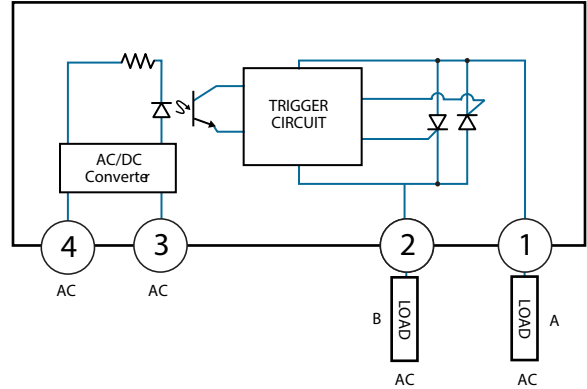 TRIGGER
CIRCUIT
AC/DC
Converter
4
3
2
1
AC
AC
B
LOAD
LOAD
A
AC
AC